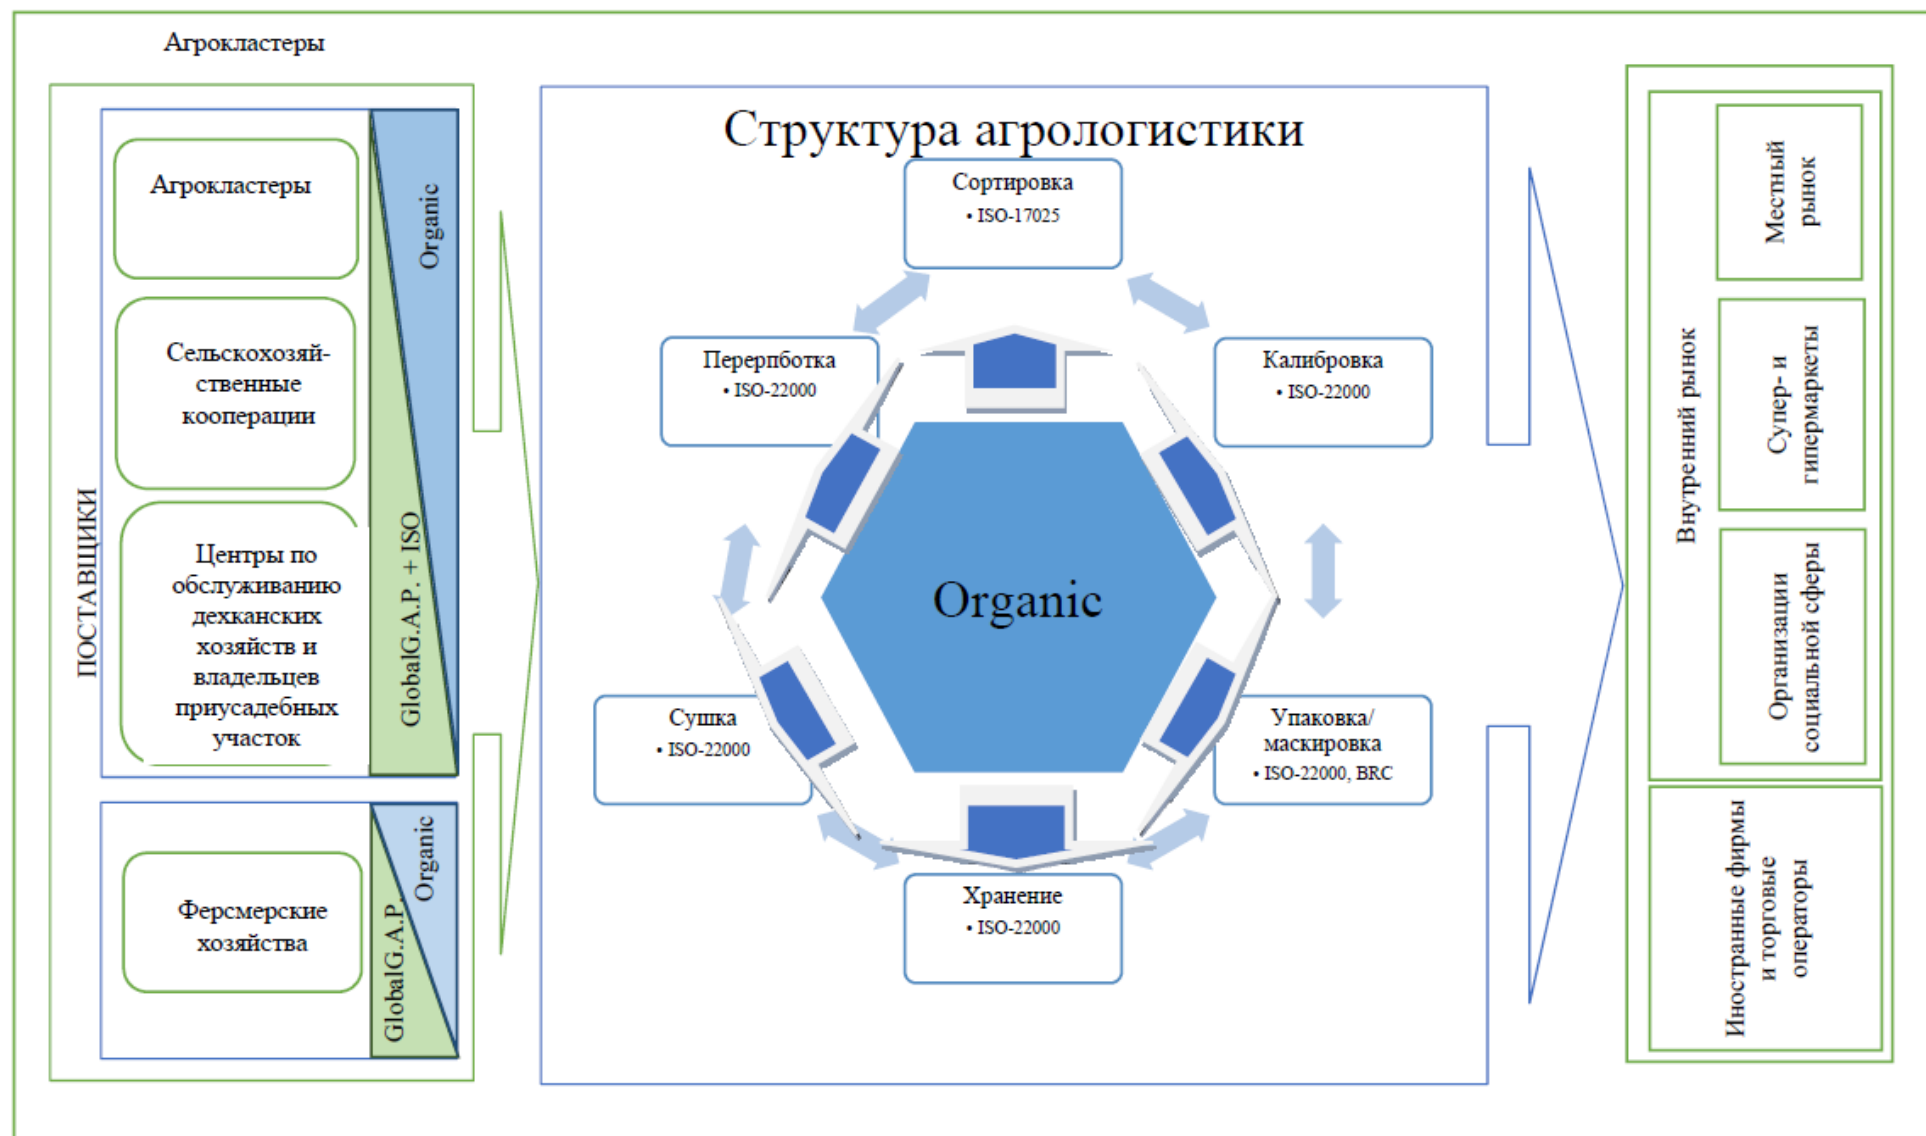 Агрокластеры
ПОСТАВЩИКИ
Агрокластеры
Сельскохозяй-
ственные
кооперации
Центры по
обслуживанию
дехканских
хозяйств и
владельцев
приусадебных
участок
Organic
GlobalG.A.P. + ISO
Ферсмерские
хозяйства
Organic
GlobalG.A.P.
Структура агрологистики
Сортировка
• ISO-17025
Перерпботка
• ISO-22000
Калибровка
• ISO-22000
Organic
Сушка
• ISO-22000
Упаковка/
маскировка
• ISO-22000, BRC
Хранение
• ISO-22000
Внутренний рынок
Местный
рынок
Супер- и
гипермаркеты
Организации
социальной сферы
Иностранные фирмы
и торговые
операторы